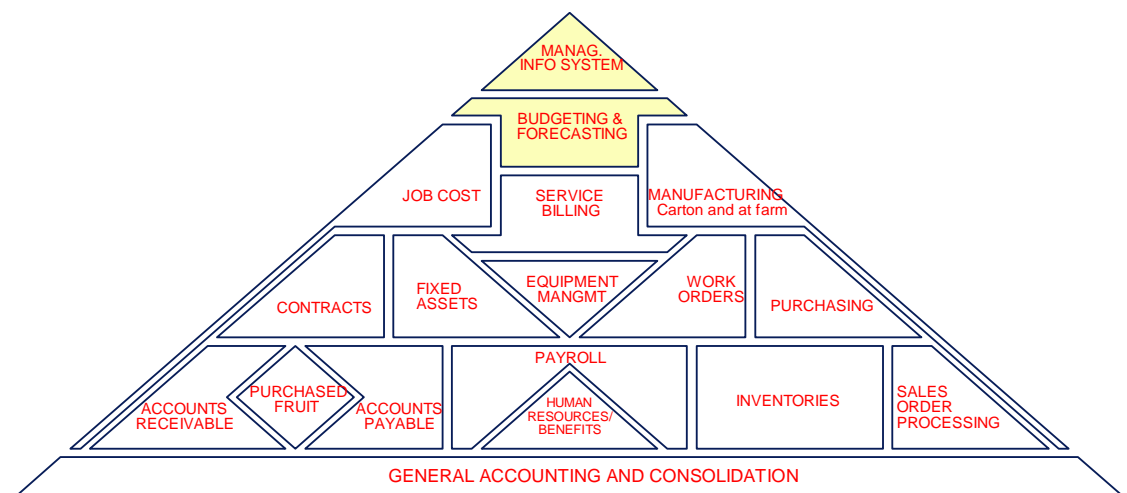 MANAG.
INFO SYSTEM
BUDGETING &
FORECASTING
JOB COST
SERVICE
BILLING
MANUFACTURING
Carton and at farm
CONTRACTS
FIXED
ASSETS
EQUIPMENT
MANGMT
WORK
ORDERS
PURCHASING
ACCOUNTS
RECEIVABLE
PURCHASED
FRUIT
ACCOUNTS
PAYABLE
PAYROLL
HUMAN
RESOURCES/
BENEFITS
INVENTORIES
SALES
ORDER
PROCESSING
GENERAL ACCOUNTING AND CONSOLIDATION